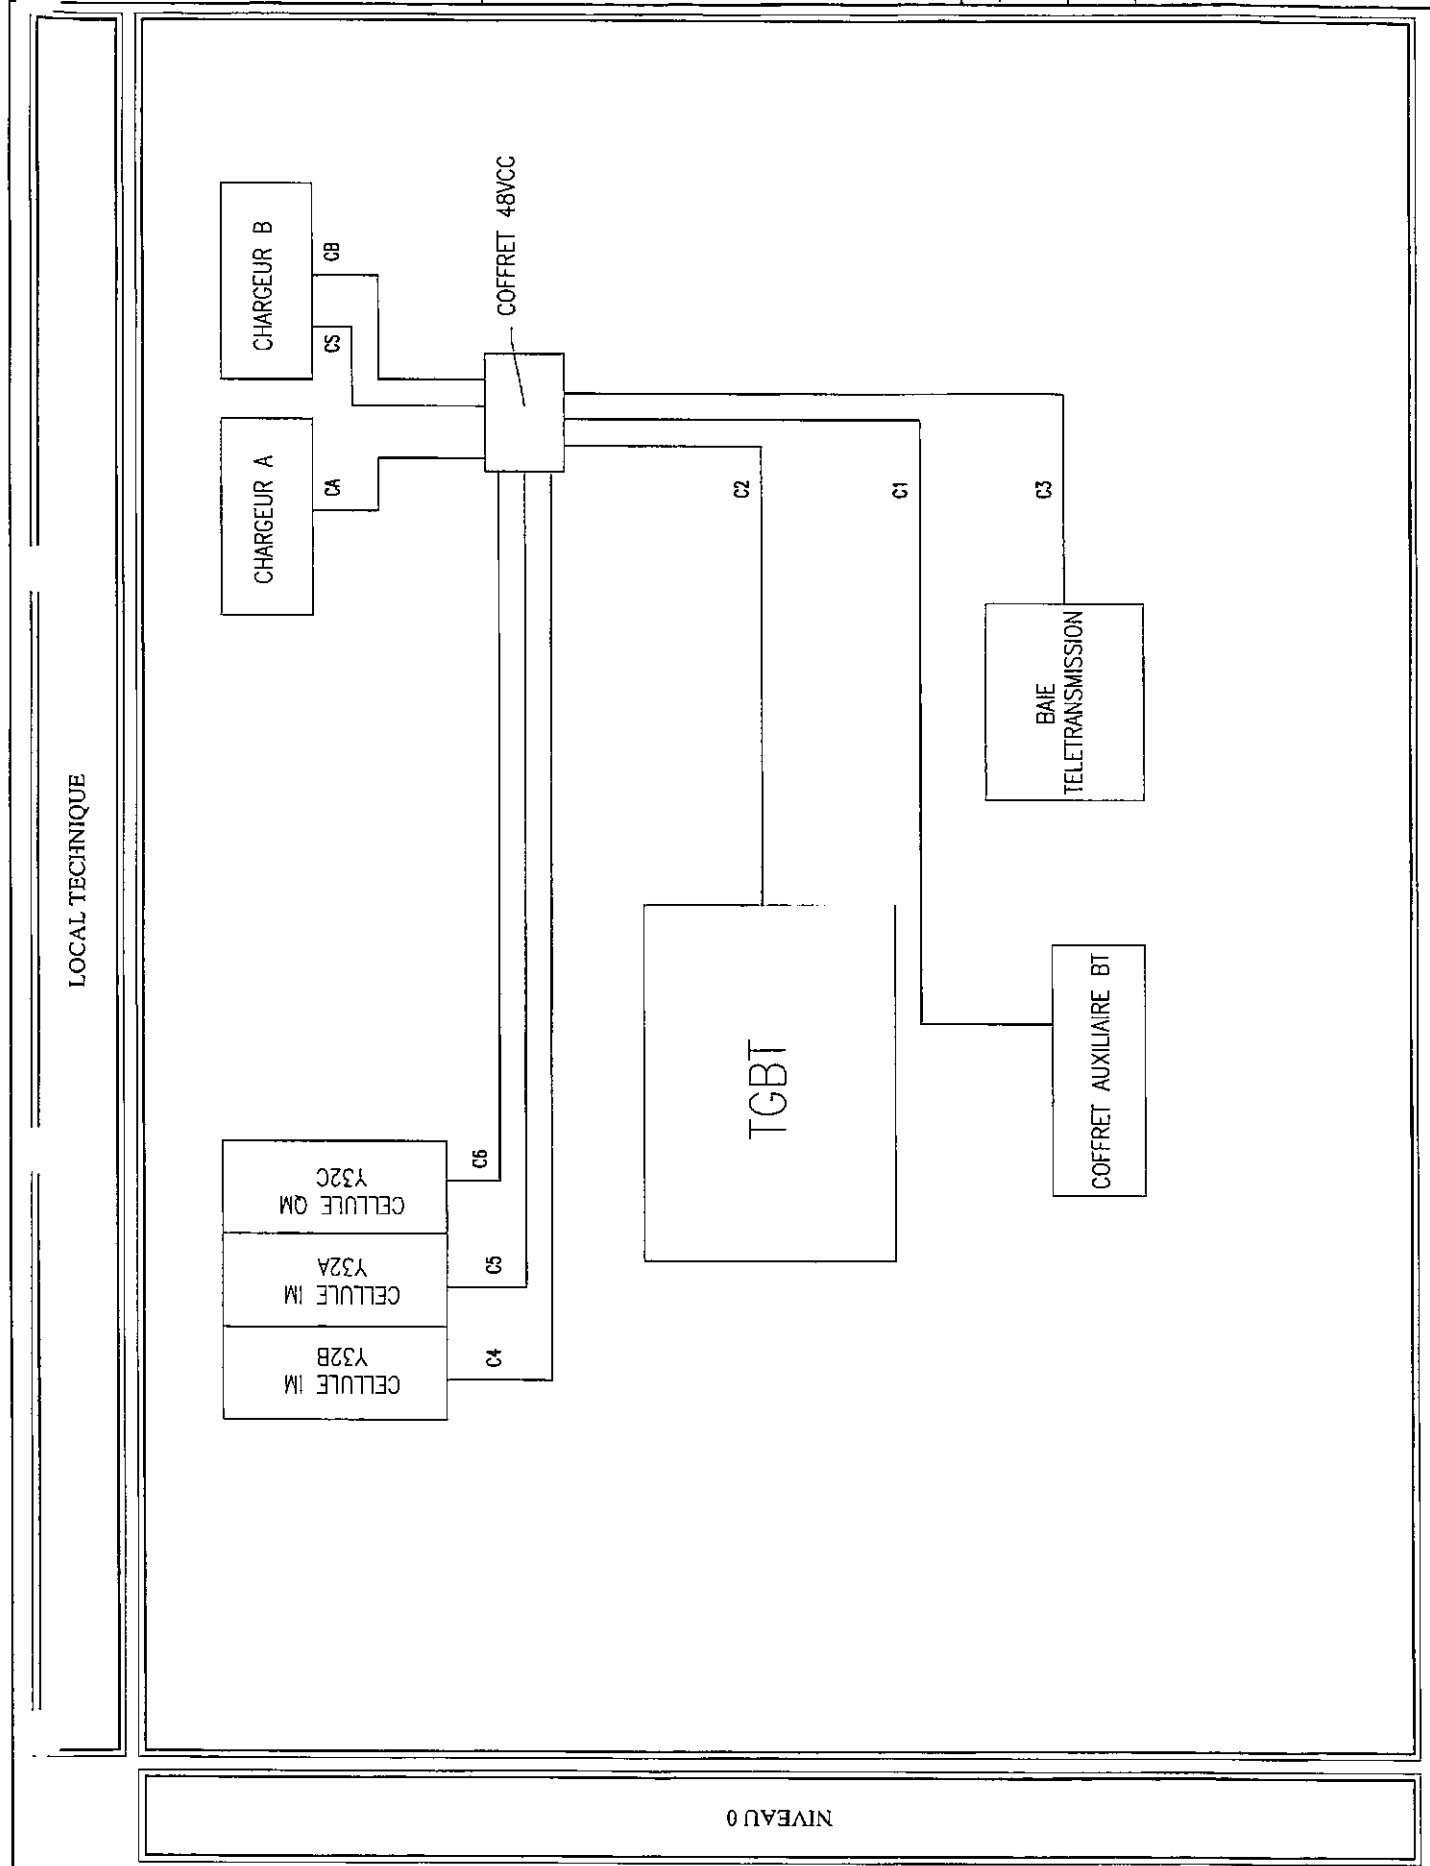 LOCAL TECHNIQUE
NIVEAU 0
CELLULE IM
Y32B
CELLULE IM
Y32A
CELLULE QM
Y32C
C4
C5
C6
CHARGEUR A
CA
CHARGEUR B
CS
CB
COFFRET 48VCC
TGBT
C2
C1
C3
COFFRET AUXILIAIRE BT
BAIE
TELETRANSMISSION